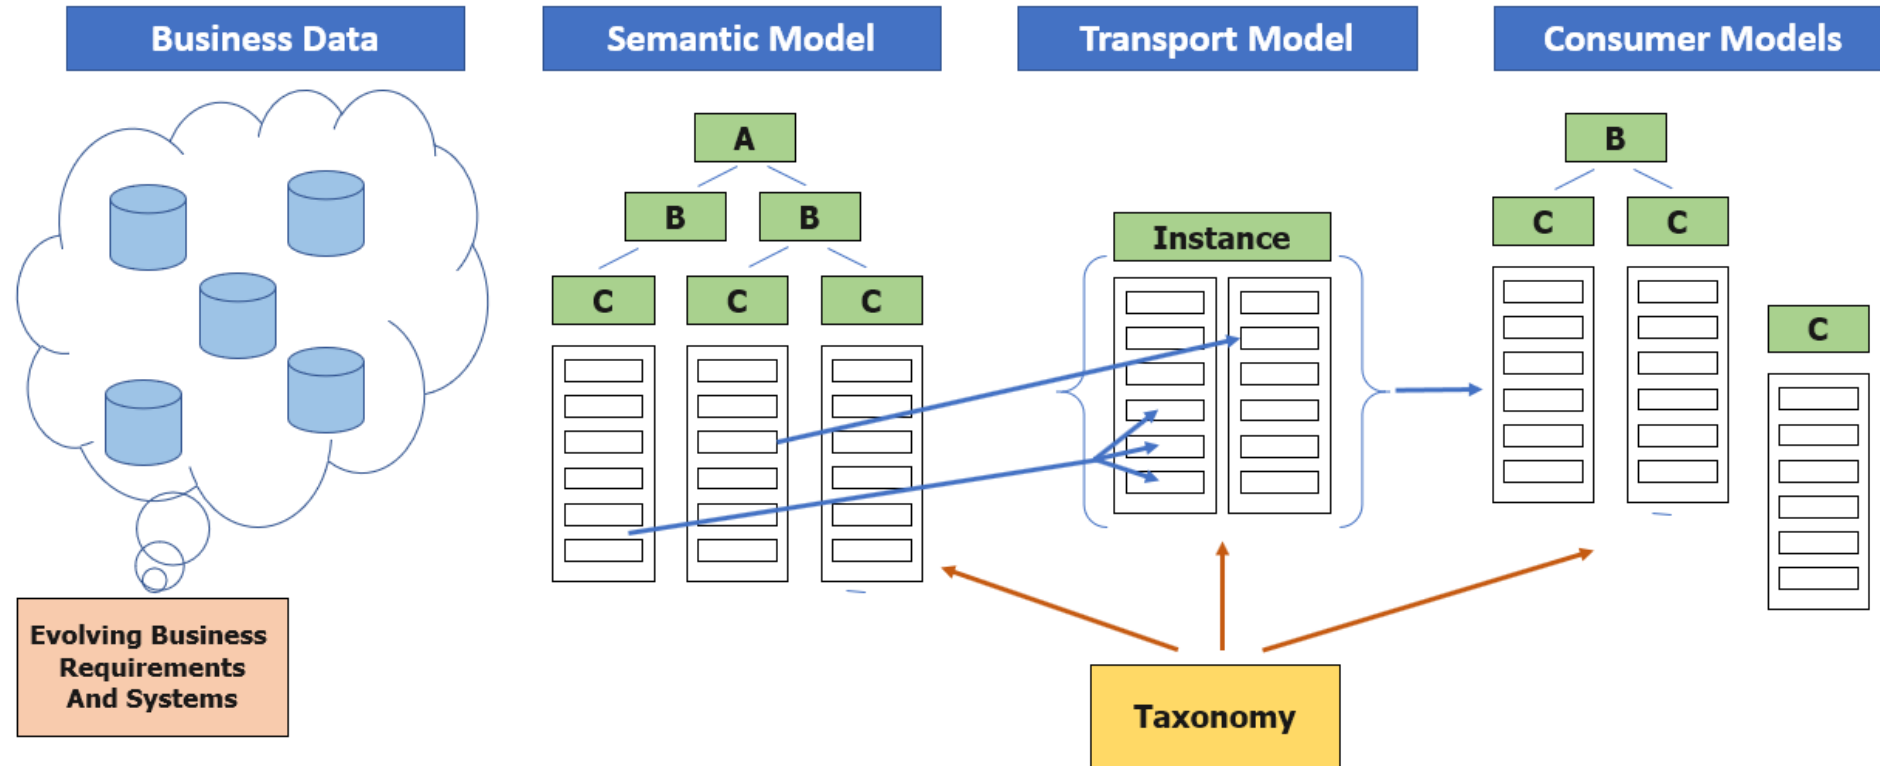 Business Data
Semantic Model
Transport Model
Consumer Models
A
B
B
C
C
C
Instance
B
C
C
C
Evolving Business
Requirements
And Systems
Taxonomy